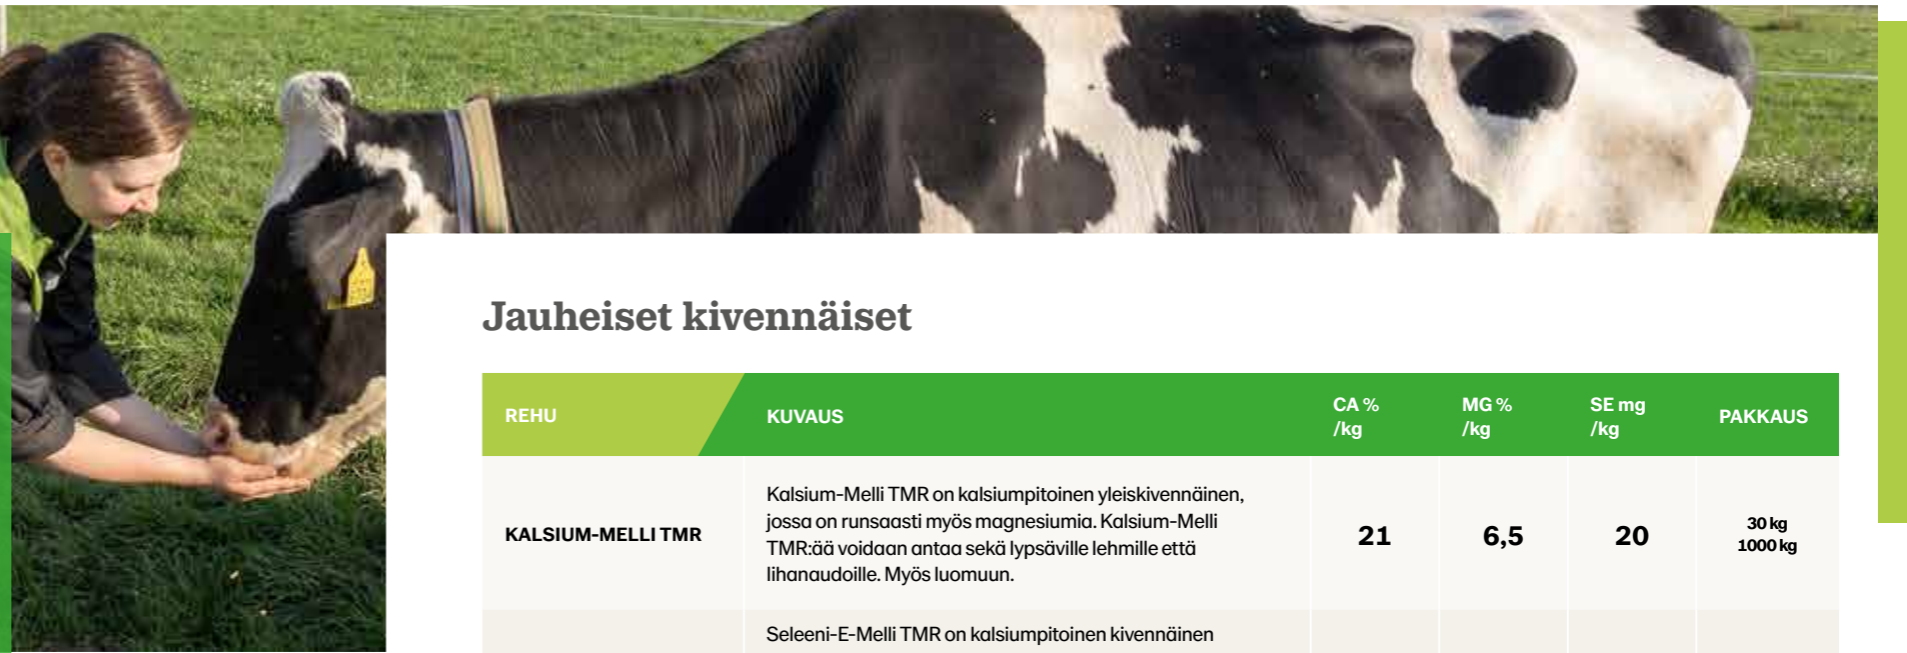 Jauheiset kivennäiset
REHU
KUVAUS
CA %
/kg
MG %
/kg
SE mg
/kg
PAKKAUS
KALSIUM-MELLI TMR
Kalsium-Melli TMR on kalsiumpitoinen yleiskivennäinen,
jossa on runsaasti myös magnesiumia. Kalsium-Melli
TMR:ää voidaan antaa sekä lypsäville lehmille että
lihanaudoille. Myös luomuun.
21
6,5
20
30 kg
1000 kg
Seleeni-E-Melli TMR on kalsiumpitoinen kivennäinen